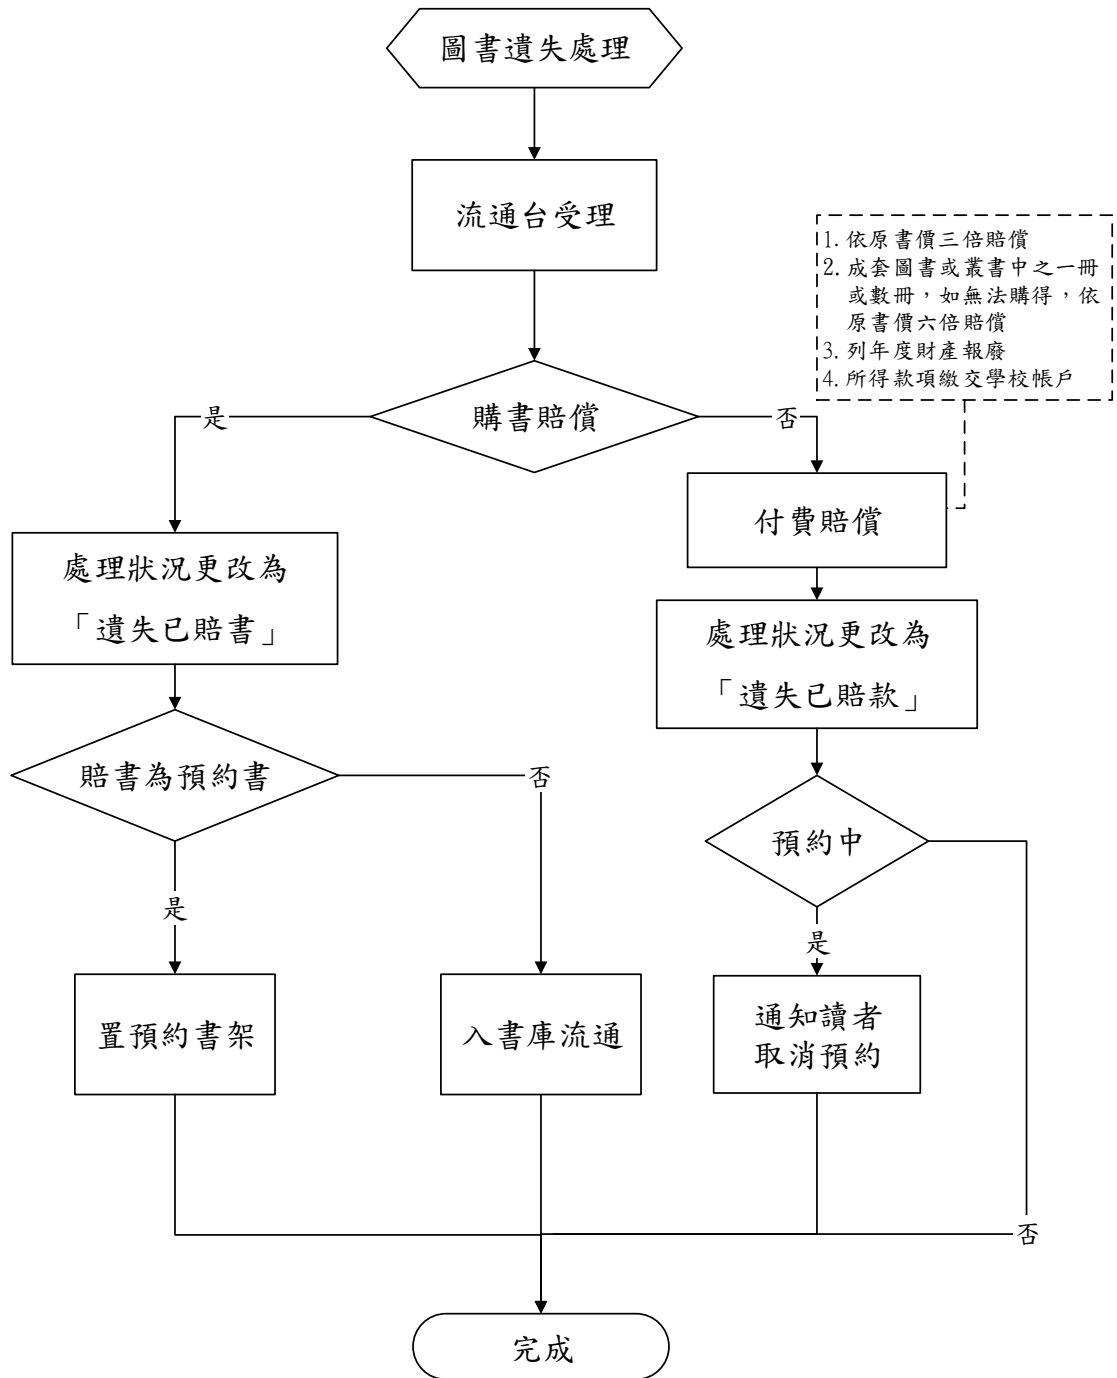 圖書遺失處理
流通台受理
1. 依原書價三倍賠償
2. 成套圖書或叢書中之一冊
或數冊，如無法購得，依
原書價六倍賠償
3. 列年度財產報廢
4. 所得款項繳交學校帳戶
購書賠償
是
否
付費賠償
處理狀況更改為
「遺失已賠書」
處理狀況更改為
「遺失已賠款」
賠書為預約書
否
預約中
是
是
置預約書架
入書庫流通
通知讀者
取消預約
否
完成